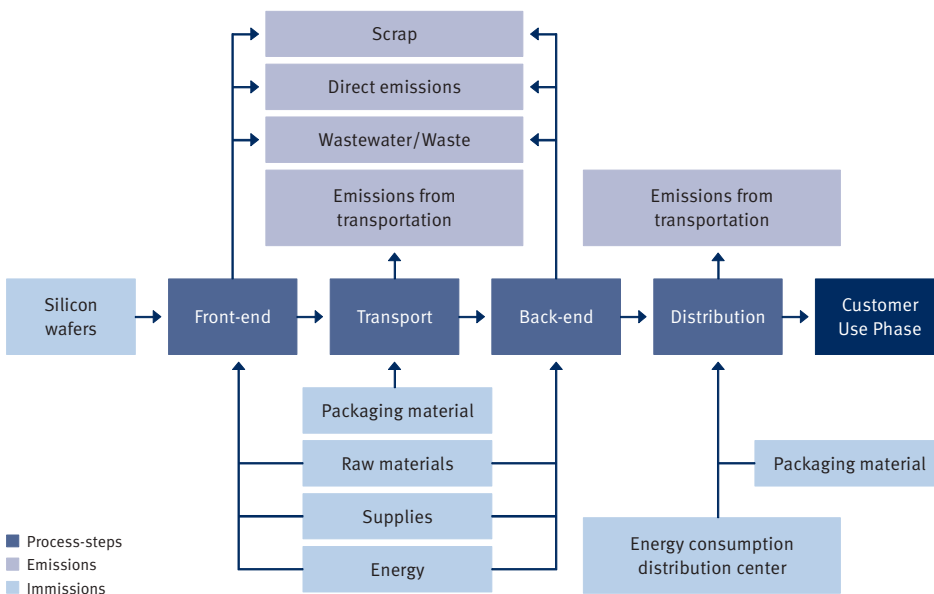 Scrap
Direct emissions
Wastewater/Waste
Emissions from
transportation
Emissions from
transportation
Silicon
wafers
Front-end
Transport
Back-end
Distribution
Customer
Use Phase
Packaging material
Raw materials
Packaging material
Supplies
Energy
Energy consumption
distribution center
Process-steps
Emissions
Immissions